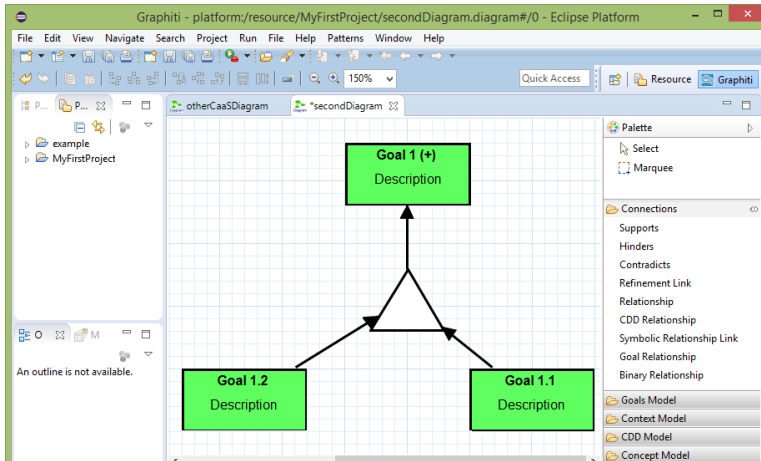 Graphiti - platform:/resource/MyFirstProject/secondDiagram.diagram#/0 - Eclipse Platform
File Edit View Navigate Search Project Run File Help Patterns Window Help
150%
Quick Access
Resource
Graphiti
P...
P...
otherCaaSDiagram
*secondDiagram
example
MyFirstProject
Goal 1 (+)
Description
Goal 1.2
Description
Goal 1.1
Description
O
M
An outline is not available.
Palette
Select
Marquee
Connections
Supports
Hinders
Contradicts
Refinement Link
Relationship
CDD Relationship
Symbolic Relationship Link
Goal Relationship
Binary Relationship
Goals Model
Context Model
CDD Model
Concept Model